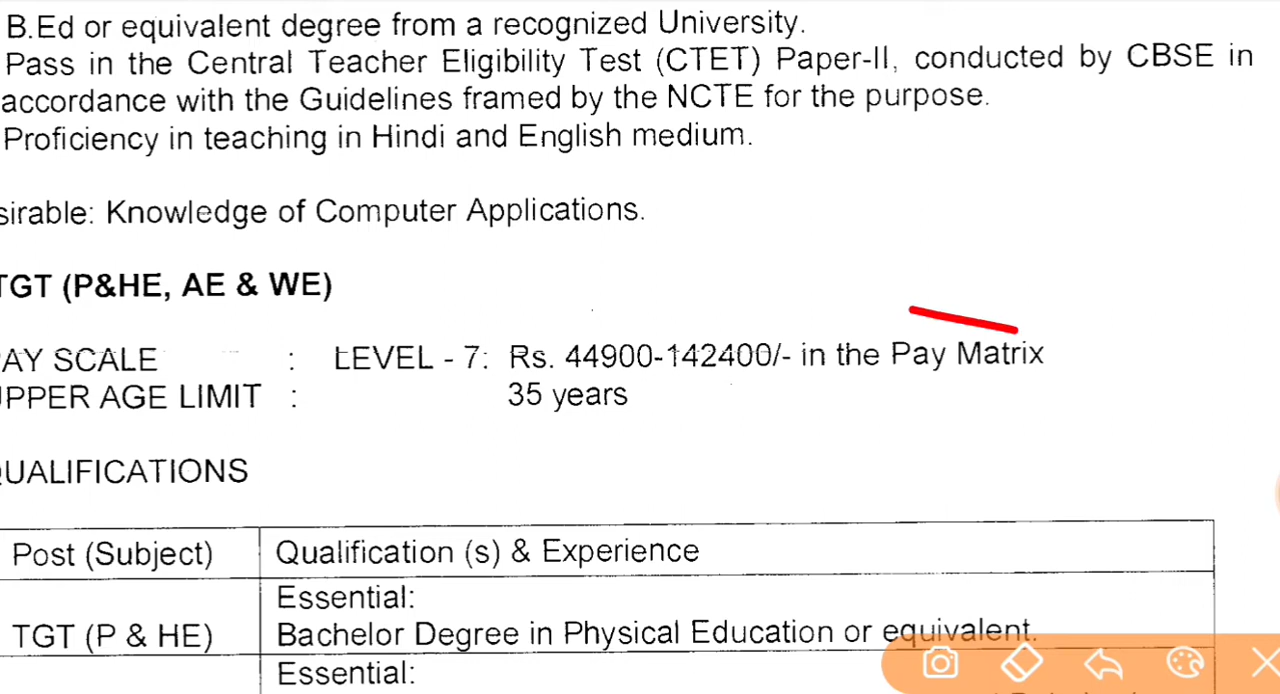 B.Ed or equivalent degree from a recognized University.
Pass in the Central Teacher Eligibility Test (CTET) Paper-II, conducted by CBSE in
accordance with the Guidelines framed by the NCTE for the purpose.
Proficiency in teaching in Hindi and English medium.
sirable: Knowledge of Computer Applications.
TGT (P&HE, AE & WE)
AY SCALE : LEVEL - 7: Rs. 44900-142400/- in the Pay Matrix
UPPER AGE LIMIT : 35 years
QUALIFICATIONS
Post (Subject) Qualification (s) & Experience
Essential:
TGT (P & HE) Bachelor Degree in Physical Education or equivalent.
Essential: